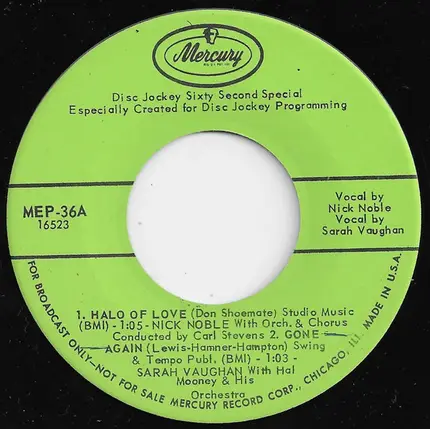 Mercury
Disc Jockey Sixty Second Special
Especially Created for Disc Jockey Programming
MEP-36A
16523
Vocal by
Nick Noble
Vocal by
Sarah Vaughan
1. HALO OF LOVE (Don Shoemate) Studio Music
(BMI) - 1:05 - NICK NOBLE With Orch. & Chorus
Conducted by Carl Stevens 2. GONE
AGAIN (Lewis-Hamner-Hampton) Swing
& Tempo Publ. (BMI) - 1:03 -
SARAH VAUGHAN With Hal
Mooney & His
Orchestra
FOR BROADCAST ONLY—NOT FOR SALE MERCURY RECORD CORP., CHICAGO, ILL. MADE IN U.S.A.